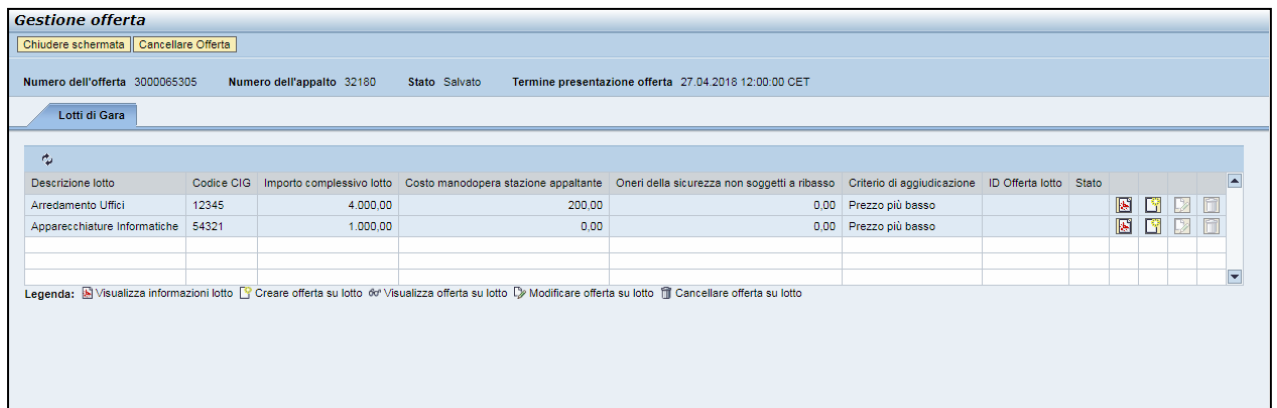 Gestione offerta
Chiudere schermata Cancellare Offerta
Numero dell'offerta 3000065305 Numero dell'appalto 32180 Stato Salvato Termine presentazione offerta 27.04.2018 12:00:00 CET
Lotti di Gara
Descrizione lotto Codice CIG Importo complessivo lotto Costo manodopera stazione appaltante Oneri della sicurezza non soggetti a ribasso Criterio di aggiudicazione ID Offerta lotto Stato
Arredamento Uffici 12345 4.000,00 200,00 0,00 Prezzo più basso
Apparecchiature Informatiche 54321 1.000,00 0,00 0,00 Prezzo più basso
Legenda: Visualizza informazioni lotto Creare offerta su lotto Visualizza offerta su lotto Modificare offerta su lotto Cancellare offerta su lotto